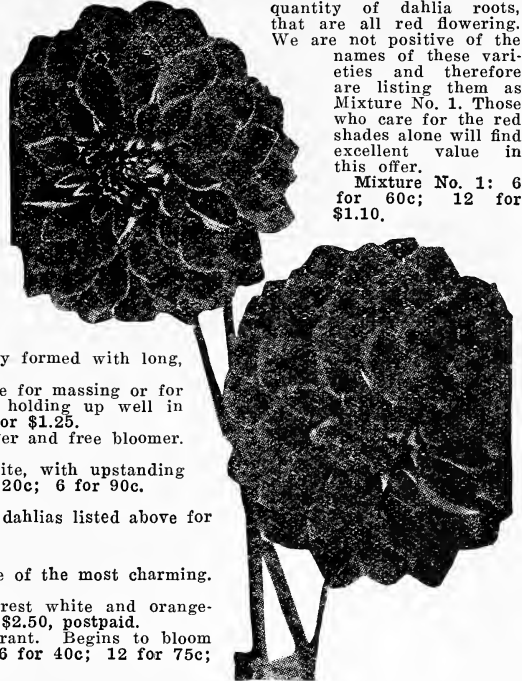 quantity of dahlia roots,
that are all red flowering.
We are not positive of the
names of these vari-
eties and therefore
are listing them as
Mixture No. 1. Those
who care for the red
shades alone will find
excellent value in
this offer.
Mixture No. 1: 6
for 60c; 12 for
$1.10.
y formed with long,
e for massing or for
holding up well in
or $1.25.
er and free bloomer.
ite, with upstanding
20c; 6 for 90c.
dahlias listed above for
e of the most charming.
rest white and orange-
$2.50, postpaid.
rant. Begins to bloom
6 for 40c; 12 for 75c;